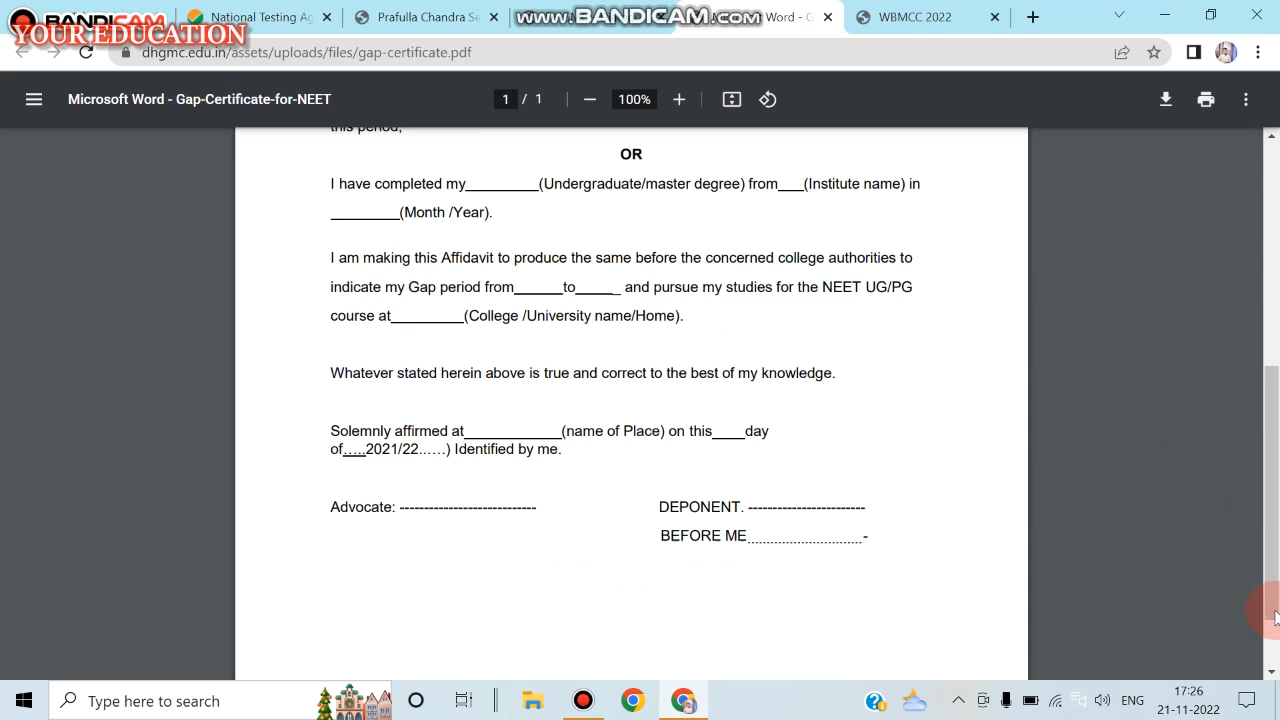 BANDICAM
YOUR EDUCATION
National Testing Ag
Prafulla Chandra Se
www.BANDICAM.com
Word - G
WBMCC 2022
dhgmc.edu.in/assets/uploads/files/gap-certificate.pdf
Microsoft Word - Gap-Certificate-for-NEET
1 / 1
100%
this period,
OR
I have completed my_________(Undergraduate/master degree) from___(Institute name) in
_________(Month /Year).
I am making this Affidavit to produce the same before the concerned college authorities to
indicate my Gap period from______to______ and pursue my studies for the NEET UG/PG
course at_________(College /University name/Home).
Whatever stated herein above is true and correct to the best of my knowledge.
Solemnly affirmed at____________(name of Place) on this____day
of…..2021/22..….) Identified by me.
Advocate: ---------------------------- DEPONENT. ------------------------
BEFORE ME............................-
Type here to search
ENG
17:26
21-11-2022